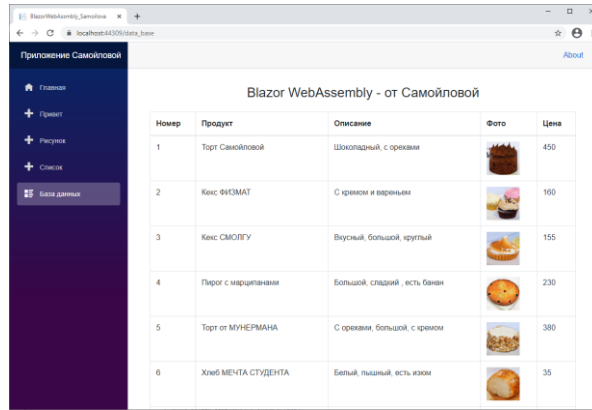 BlazorWebAssembly_Samoilova
localhost:44309/data_base
Приложение Самойловой
About
Главная
Привет
Рисунок
Список
База данных
Blazor WebAssembly - от Самойловой
Номер Продукт Описание Фото Цена
1 Торт Самойловой Шоколадный, с орехами 450
2 Кекс ФИЗМАТ С кремом и вареньем 160
3 Кекс СМОЛГУ Вкусный, большой, круглый 155
4 Пирог с марципанами Большой, сладкий , есть банан 230
5 Торт от МУНЕРМАНА С орехами, большой, с кремом 380
6 Хлеб МЕЧТА СТУДЕНТА Белый, пышный, есть изюм 35